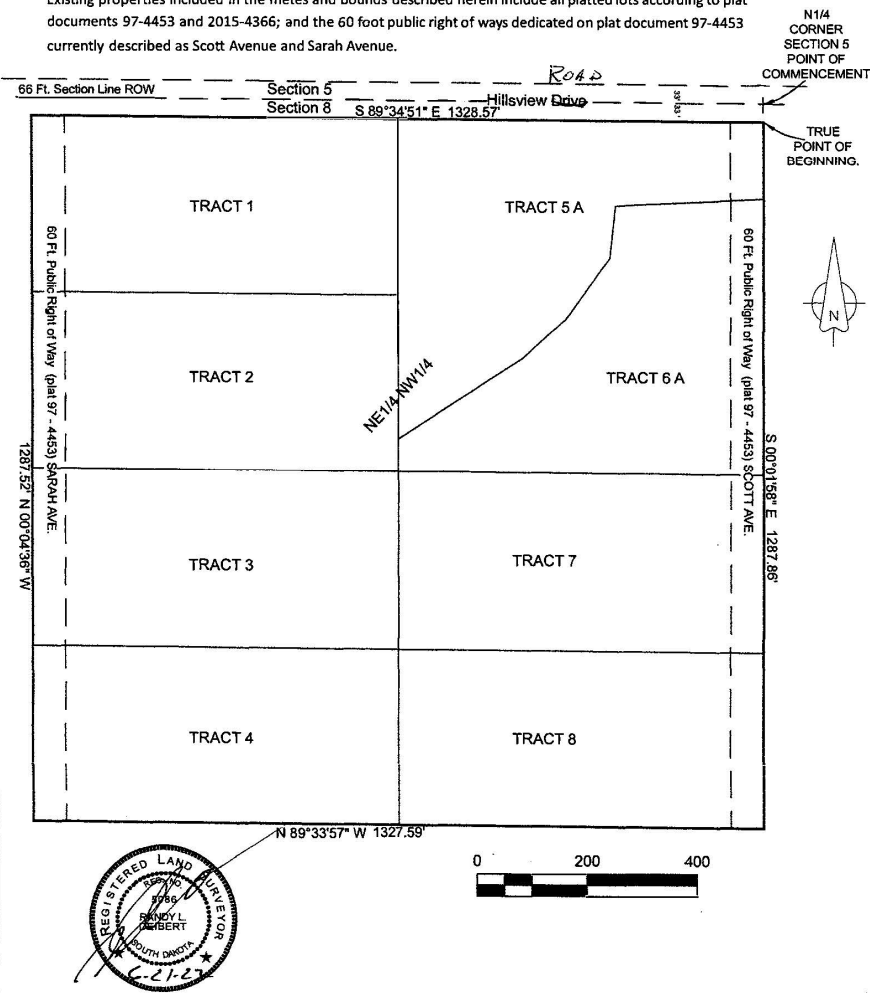 Existing properties included in the metes and bounds described herein include all platted lots according to plat
documents 97-4453 and 2015-4366; and the 60 foot public right of ways dedicated on plat document 97-4453
currently described as Scott Avenue and Sarah Avenue.
N1/4
CORNER
SECTION 5
POINT OF
COMMENCEMENT
ROAD
66 Ft. Section Line ROW
Section 5
Hillsview Drive
33' 33'
Section 8
S 89°34'51" E 1328.57'
TRUE
POINT OF
BEGINNING.
TRACT 1
TRACT 5 A
60 Ft. Public Right of Way (plat 97 - 4453) SARAH AVE.
60 Ft. Public Right of Way (plat 97 - 4453) SCOTT AVE.
N
TRACT 2
NE1/4 NW1/4
TRACT 6 A
1287.52' N 00°04'36" W
S 00°01'58" E 1287.86'
TRACT 3
TRACT 7
TRACT 4
TRACT 8
N 89°33'57" W 1327.59'
0 200 400
REGISTERED LAND SURVEYOR
REG. NO.
RANDY L.
SOUTH DAKOTA
6-21-23